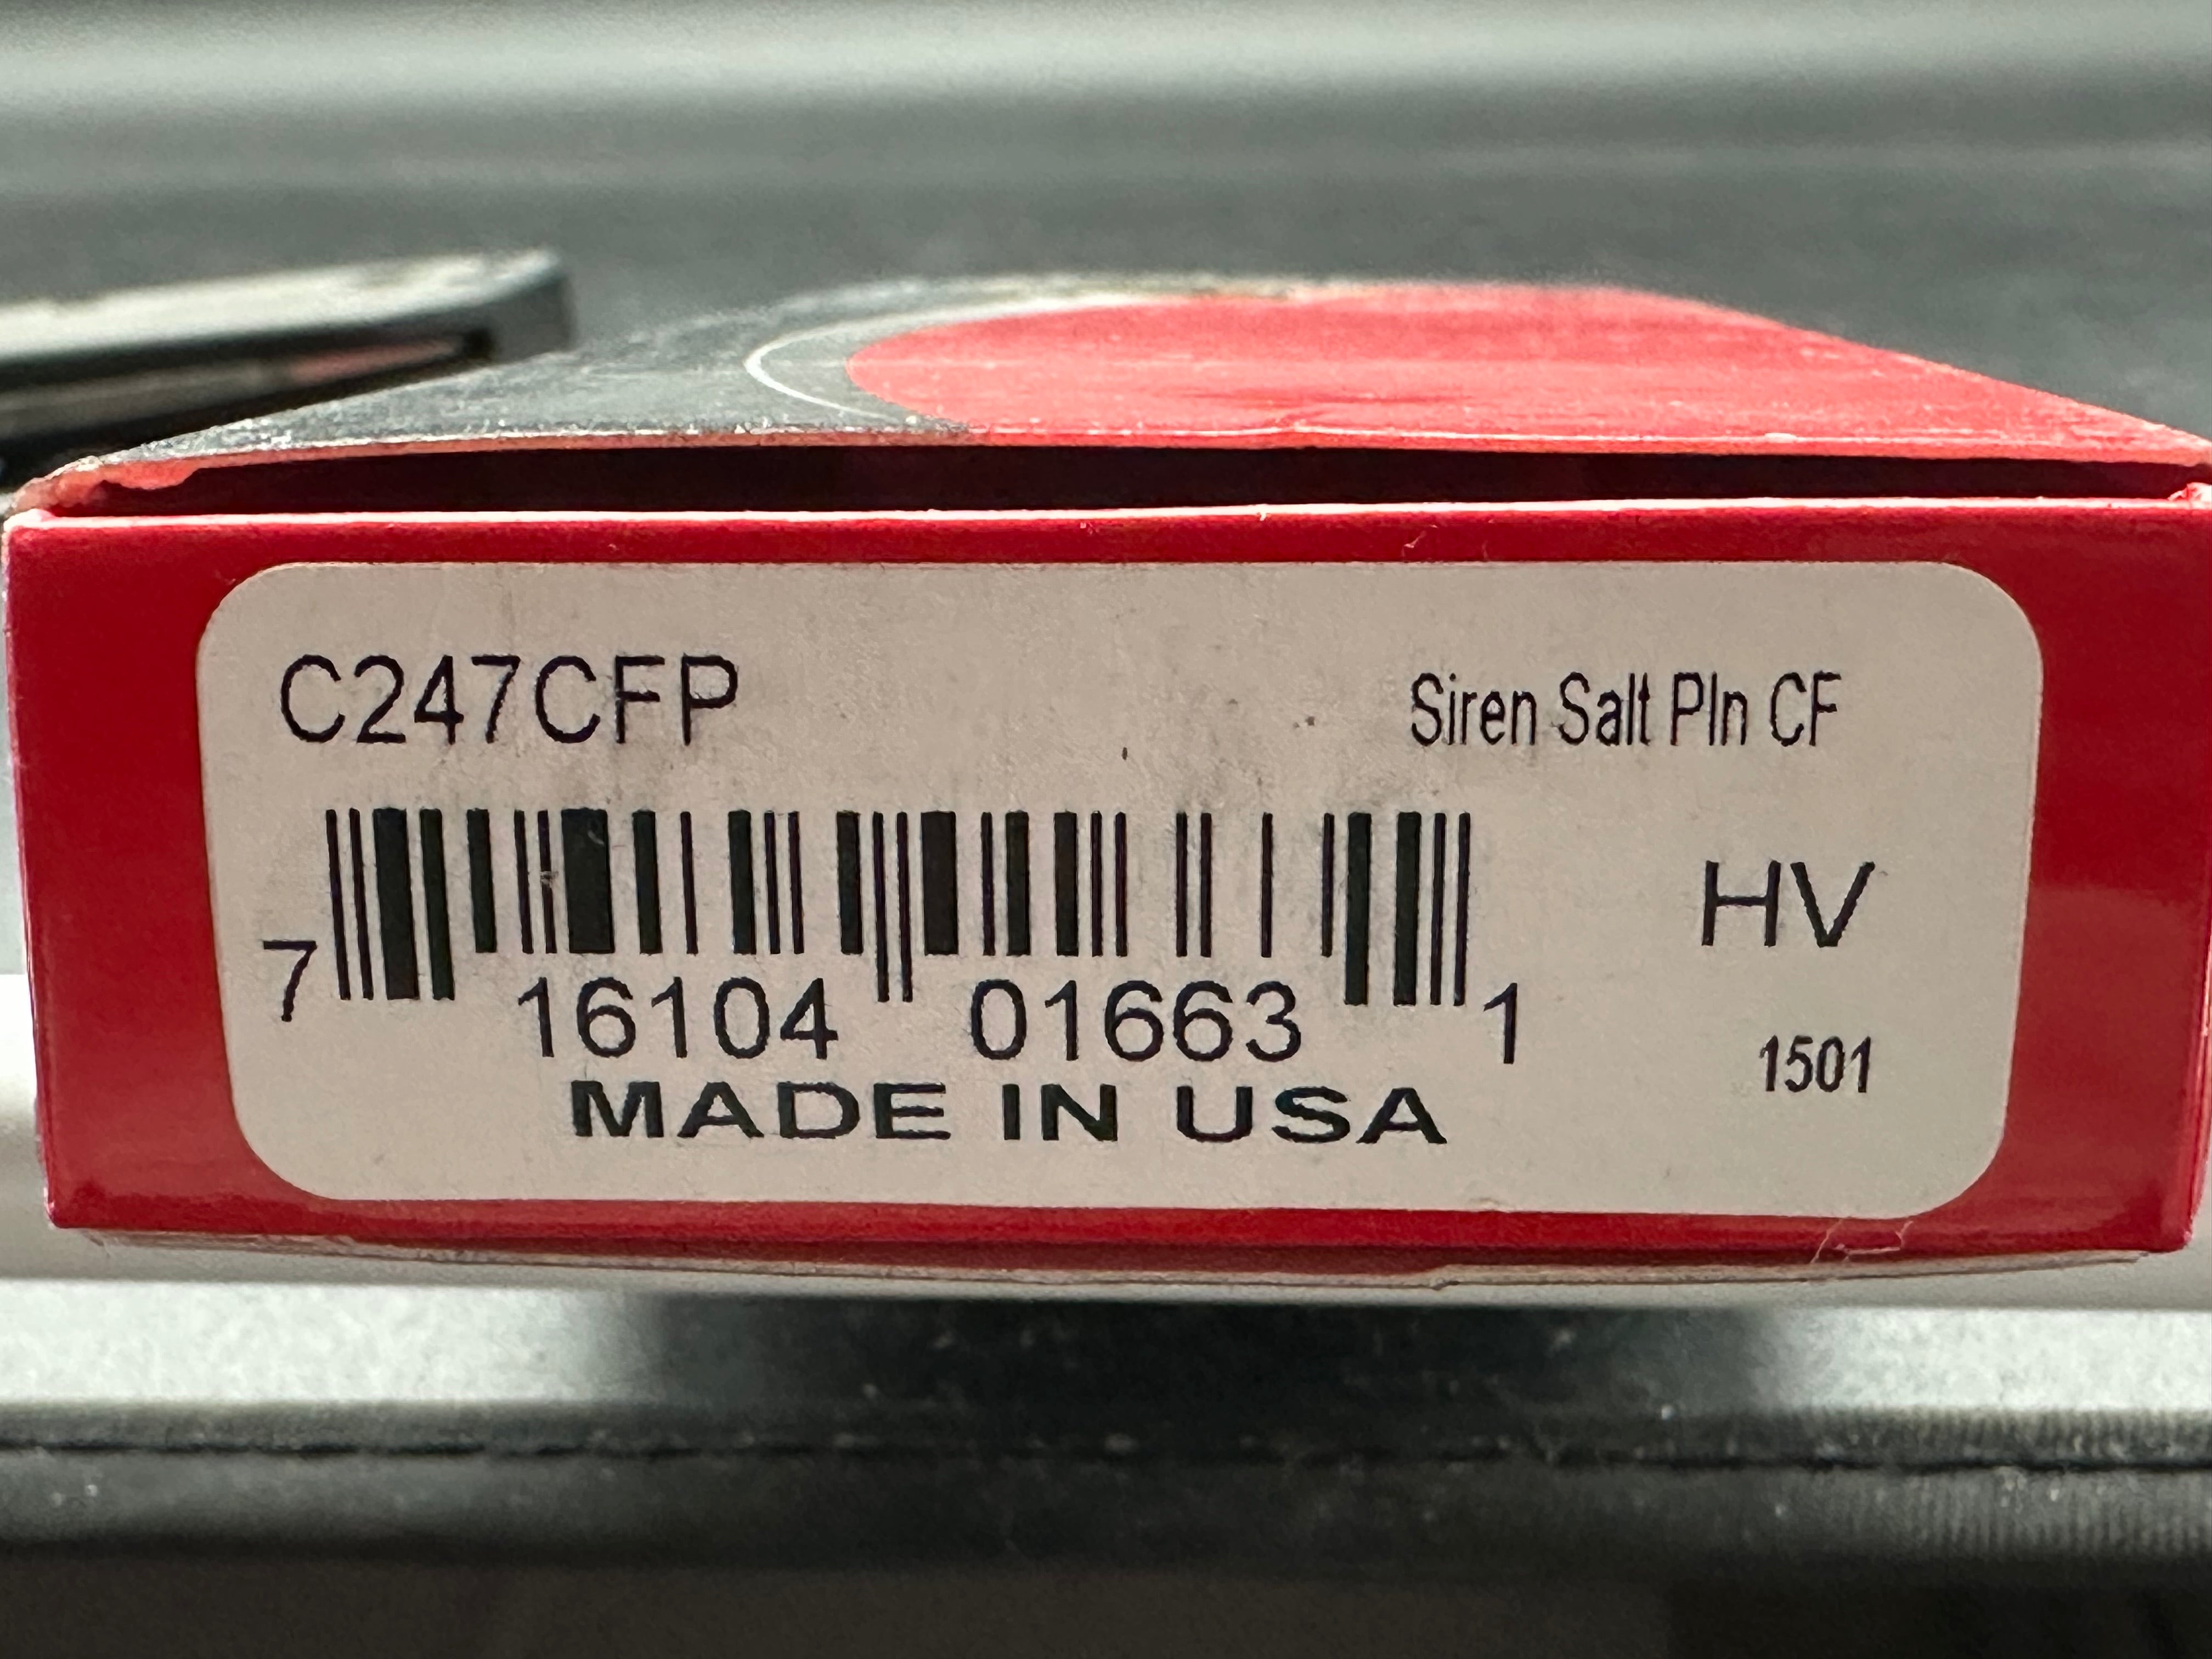 C247CFP Siren Salt Pln CF
HV
7 16104 01663 1
1501
MADE IN USA